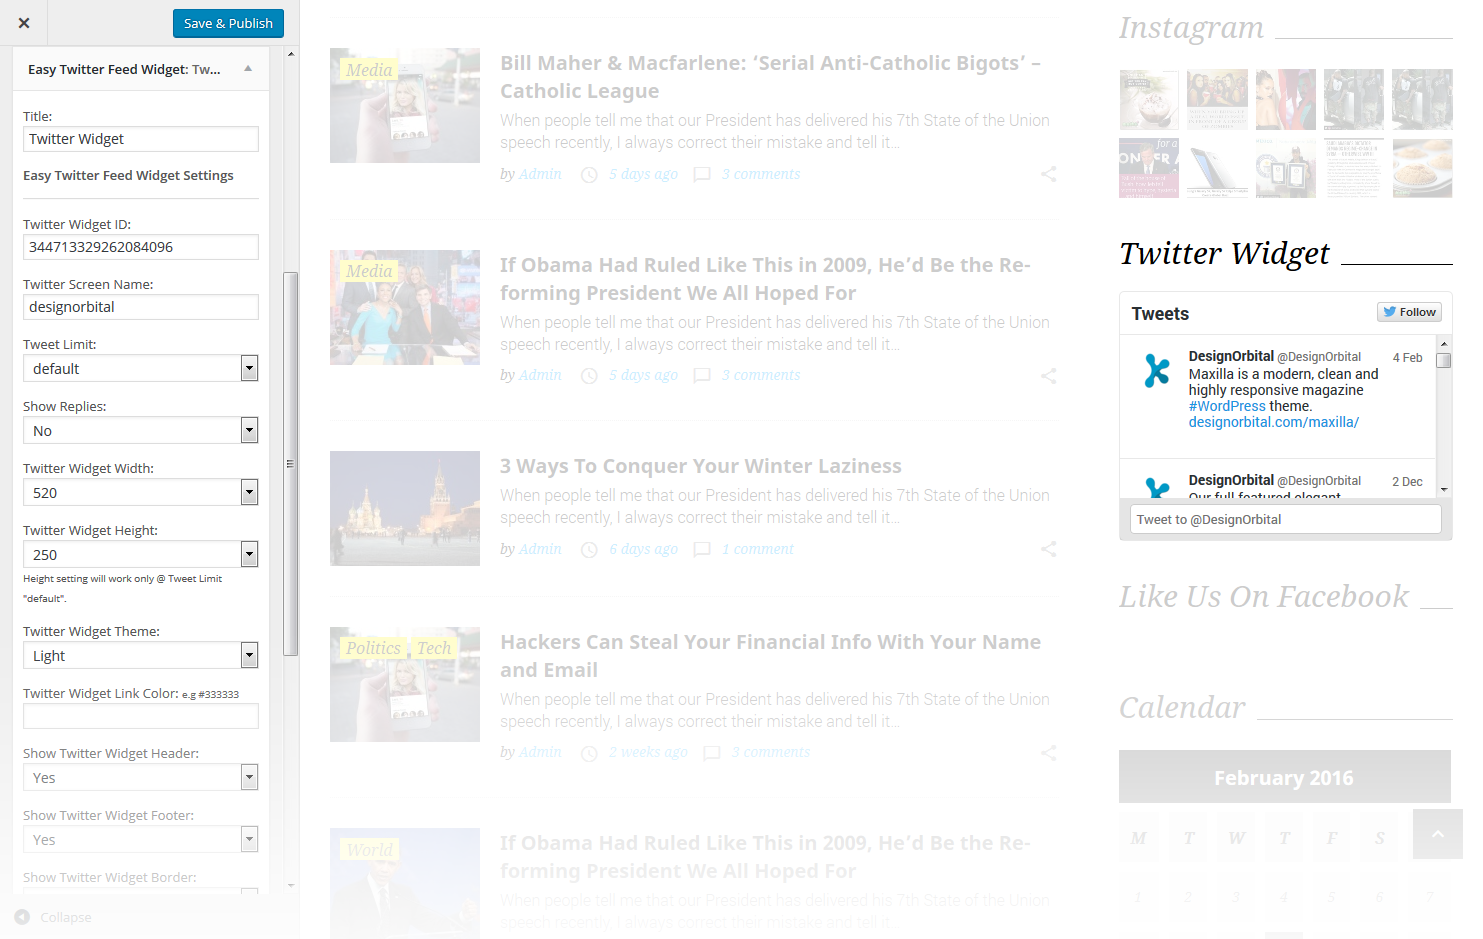 Save & Publish
Easy Twitter Feed Widget: Tw...
Title:
Twitter Widget
Easy Twitter Feed Widget Settings
Twitter Widget ID:
344713329262084096
Twitter Screen Name:
designorbital
Tweet Limit:
default
Show Replies:
No
Twitter Widget Width:
520
Twitter Widget Height:
250
Height setting will work only @ Tweet Limit
"default".
Twitter Widget Theme:
Light
Twitter Widget Link Color: e.g #333333
Show Twitter Widget Header:
Yes
Show Twitter Widget Footer:
Yes
Show Twitter Widget Border:
Collapse
Media
Bill Maher & Macfarlene: ‘Serial Anti-Catholic Bigots’ –
Catholic League
When people tell me that our President has delivered his 7th State of the Union
speech recently, I always correct their mistake and tell it...
by Admin 5 days ago 3 comments
Media
If Obama Had Ruled Like This in 2009, He’d Be the Re-
forming President We All Hoped For
When people tell me that our President has delivered his 7th State of the Union
speech recently, I always correct their mistake and tell it...
by Admin 5 days ago 3 comments
3 Ways To Conquer Your Winter Laziness
When people tell me that our President has delivered his 7th State of the Union
speech recently, I always correct their mistake and tell it...
by Admin 6 days ago 1 comment
Politics Tech
Hackers Can Steal Your Financial Info With Your Name
and Email
When people tell me that our President has delivered his 7th State of the Union
speech recently, I always correct their mistake and tell it...
by Admin 2 weeks ago 3 comments
World
If Obama Had Ruled Like This in 2009, He’d Be the Re-
forming President We All Hoped For
When people tell me that our President has delivered his 7th State of the Union
speech recently, I always correct their mistake and tell it...
Instagram
for a
Twitter Widget
Tweets
Follow
DesignOrbital @DesignOrbital 4 Feb
Maxilla is a modern, clean and
highly responsive magazine
#WordPress theme.
designorbital.com/maxilla/
DesignOrbital @DesignOrbital 2 Dec
Our full featured elegant
Tweet to @DesignOrbital
Like Us On Facebook
Calendar
February 2016
M T W T F S
1 2 3 4 5 6 7